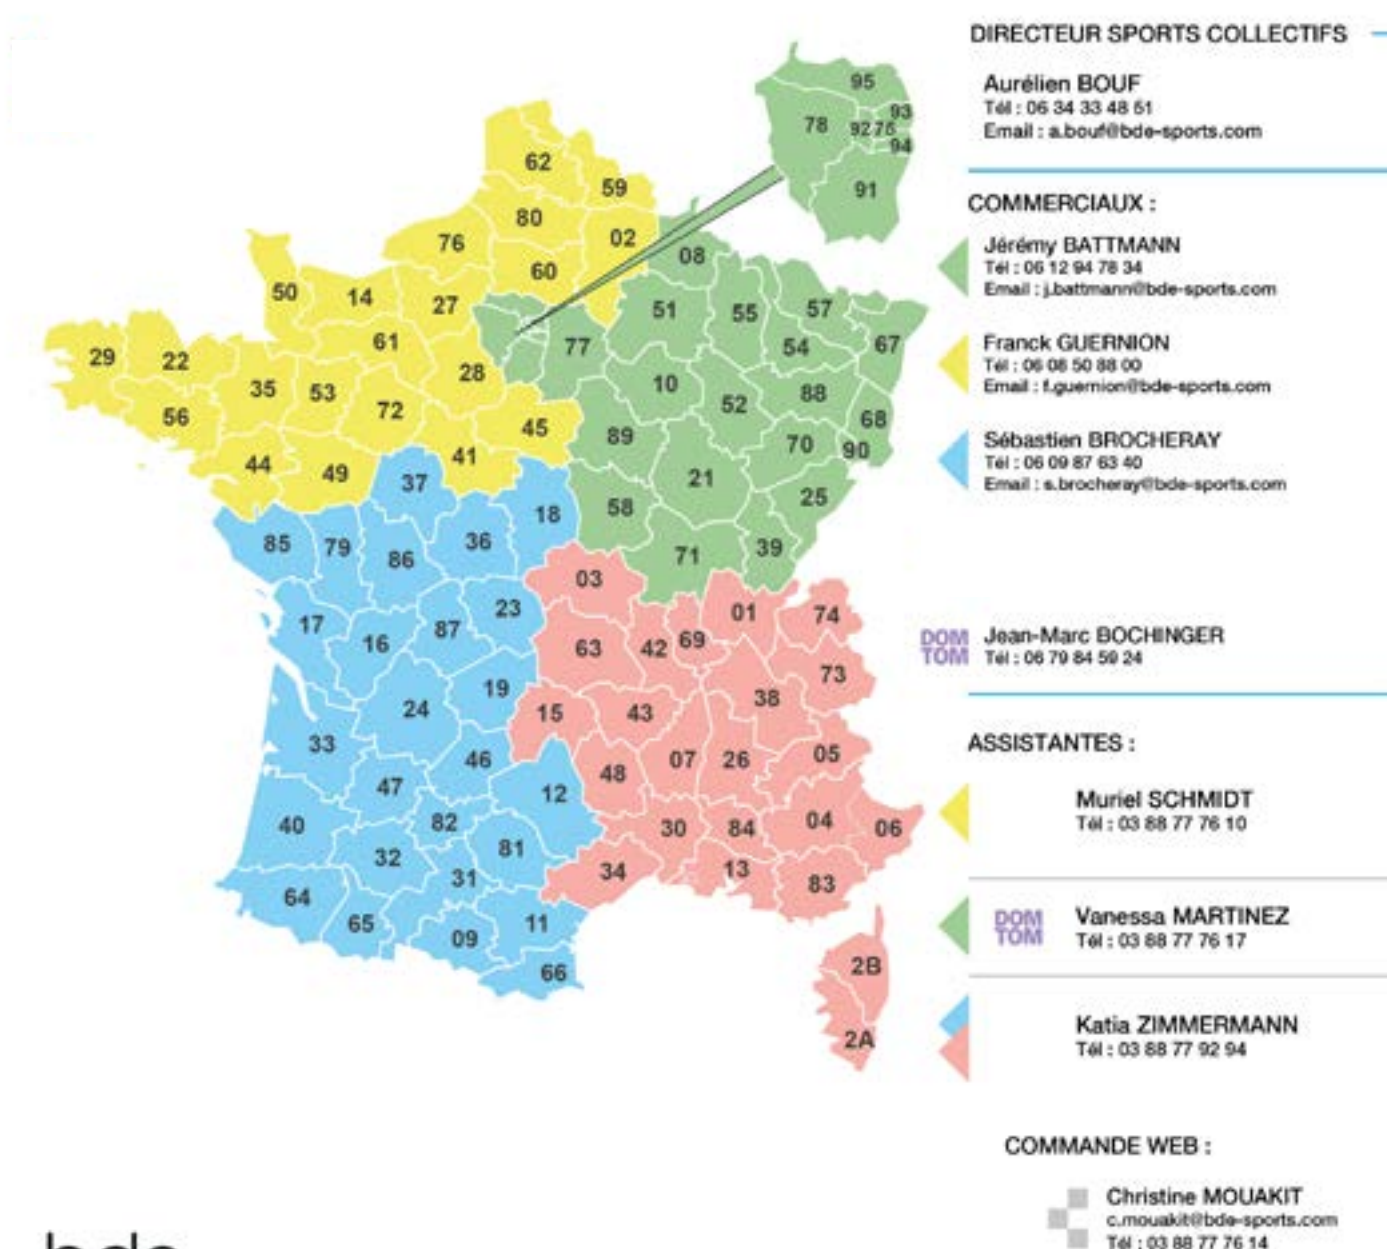 DIRECTEUR SPORTS COLLECTIFS
Aurélien BOUF
Tél : 06 34 33 48 51
Email : a.bouf@bde-sports.com
COMMERCIAUX :
Jérémy BATTMANN
Tél : 06 12 94 78 34
Email : j.battmann@bde-sports.com
Franck GUERNION
Tél : 06 08 50 88 00
Email : f.guernion@bde-sports.com
Sébastien BROCHERAY
Tél : 06 09 87 63 40
Email : s.brocheray@bde-sports.com
DOM
TOM
Jean-Marc BOCHINGER
Tél : 06 79 84 59 24
ASSISTANTES :
Muriel SCHMIDT
Tél : 03 88 77 76 10
DOM
TOM
Vanessa MARTINEZ
Tél : 03 88 77 76 17
Katia ZIMMERMANN
Tél : 03 88 77 92 94
COMMANDE WEB :
Christine MOUAKIT
c.mouakit@bde-sports.com
Tél : 03 88 77 76 14
95
93
78
92 75
94
91
62
59
80
76
02
60
08
50
14
27
51
55
57
61
77
54
67
29
22
28
35
53
10
88
72
52
56
68
45
89
70
90
44
49
41
37
21
25
58
18
85
79
86
36
71
39
03
23
01
74
17
16
87
63
42
69
73
19
38
24
15
43
33
46
07
26
05
48
47
12
40
82
30
84
04
06
32
81
31
34
13
83
64
65
09
11
66
2B
2A
bde